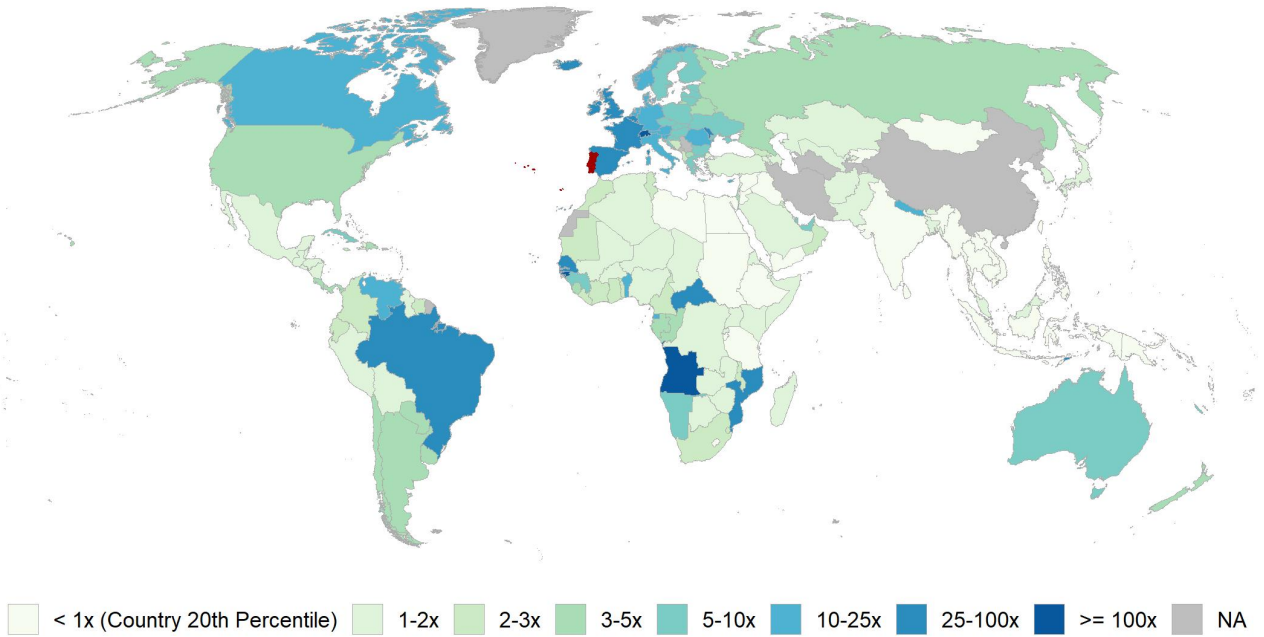 < 1x (Country 20th Percentile) 1-2x 2-3x 3-5x 5-10x 10-25x 25-100x >= 100x NA